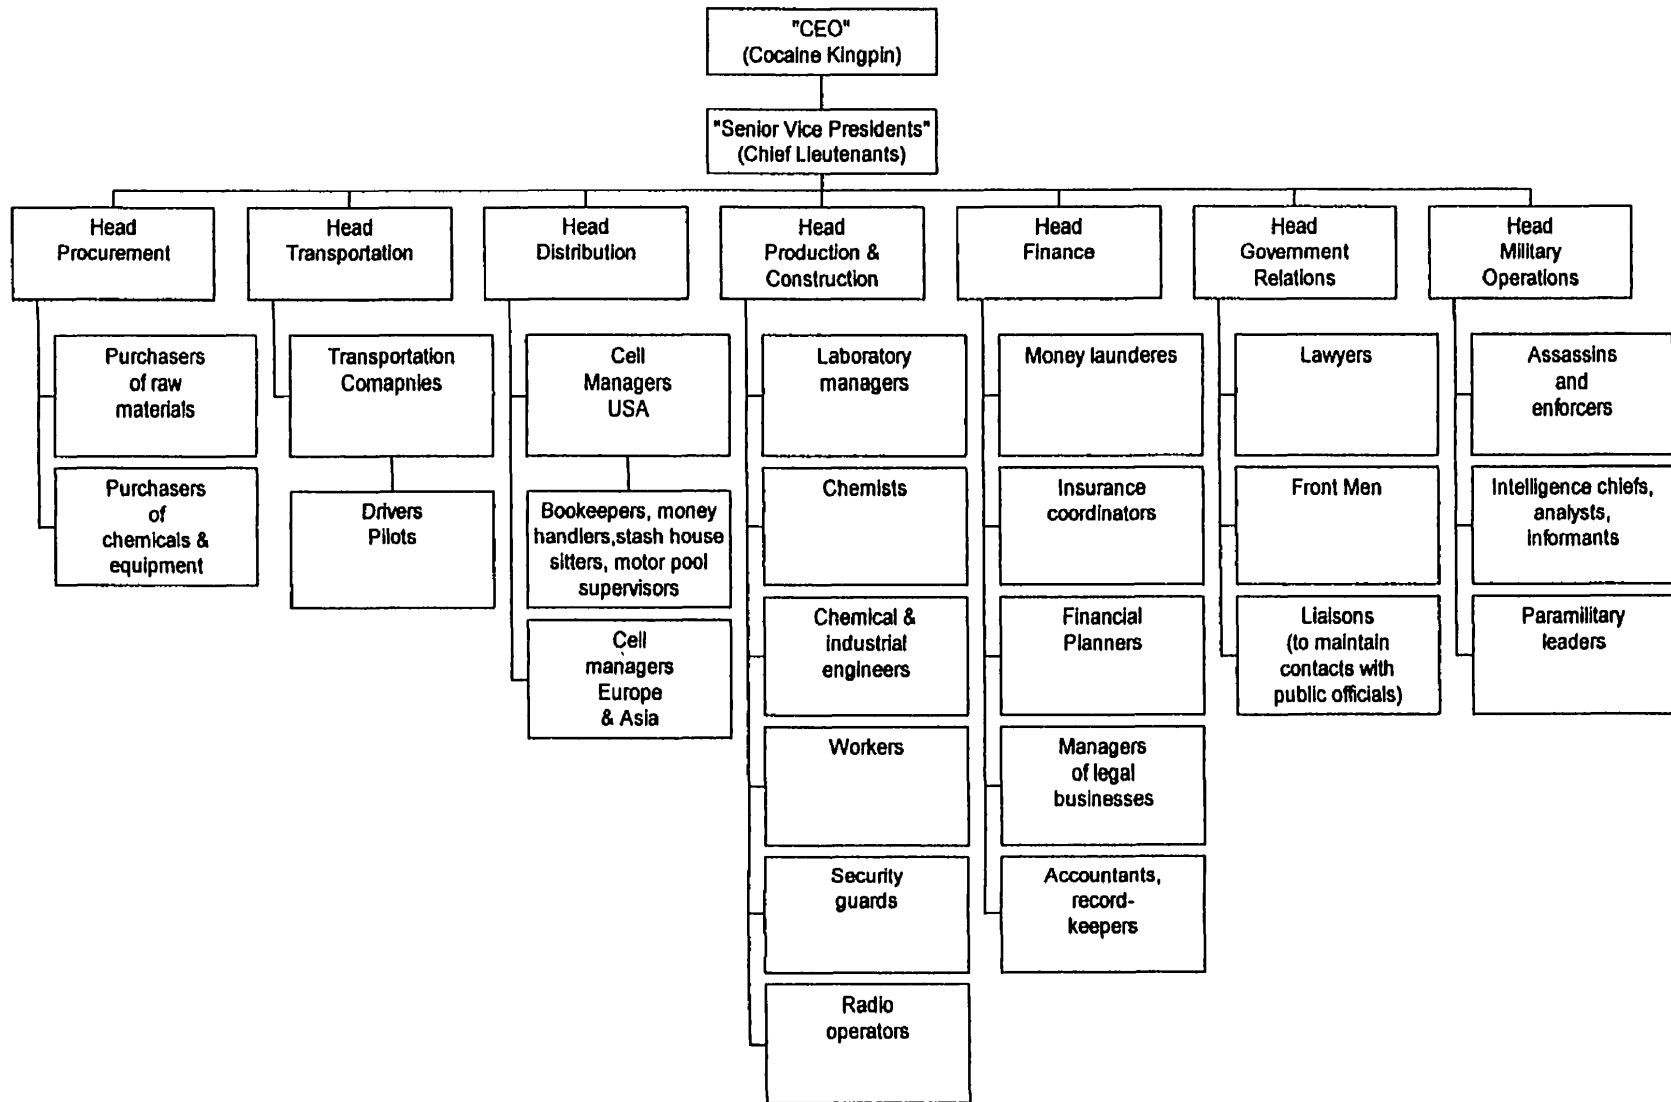 "CEO"
(Cocaine Kingpin)
"Senior Vice Presidents"
(Chief Lieutenants)
Head
Procurement
Head
Transportation
Head
Distribution
Head
Production &
Construction
Head
Finance
Head
Government
Relations
Head
Military
Operations
Purchasers
of raw
materials
Purchasers
of
chemicals &
equipment
Transportation
Comapnies
Drivers
Pilots
Cell
Managers
USA
Bookeepers, money
handlers,stash house
sitters, motor pool
supervisors
Cell
managers
Europe
& Asia
Laboratory
managers
Chemists
Chemical &
industrial
engineers
Workers
Security
guards
Radio
operators
Money launderes
Insurance
coordinators
Financial
Planners
Managers
of legal
businesses
Accountants,
record-
keepers
Lawyers
Front Men
Liaisons
(to maintain
contacts with
public officials)
Assassins
and
enforcers
Intelligence chiefs,
analysts,
informants
Paramilitary
leaders